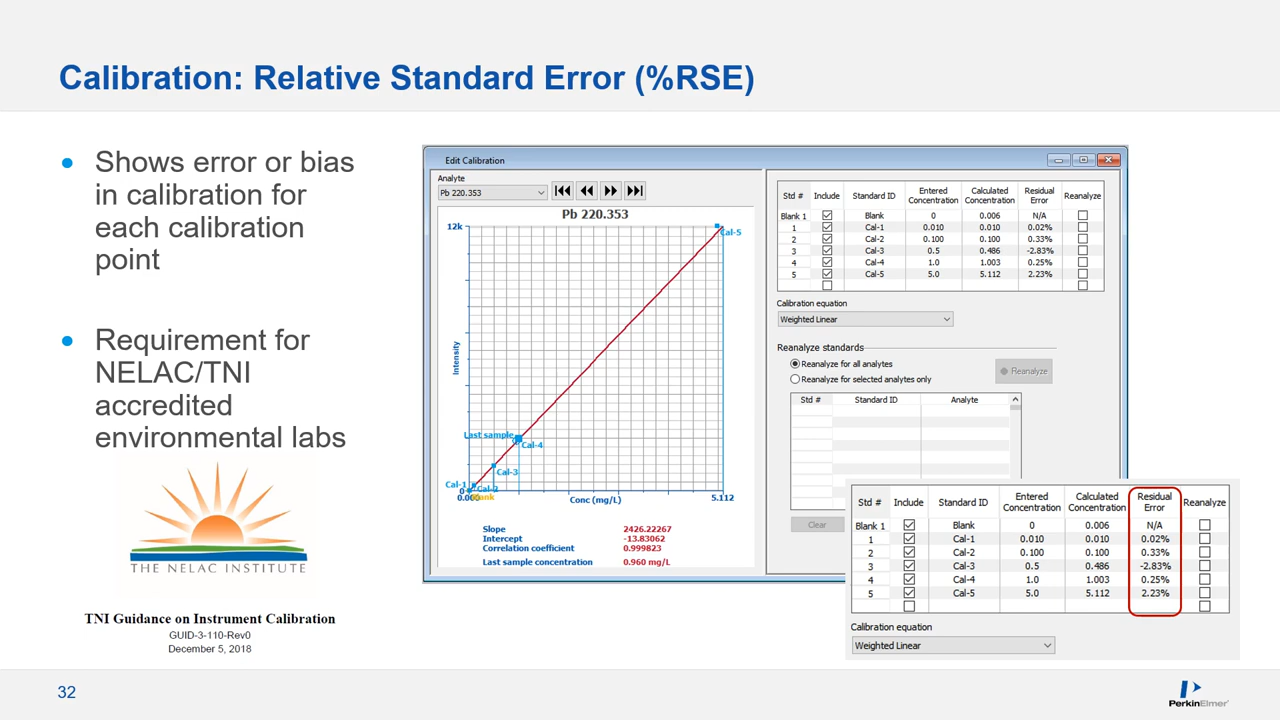 Calibration: Relative Standard Error (%RSE)
• Shows error or bias
in calibration for
each calibration
point
• Requirement for
NELAC/TNI
accredited
environmental labs
THE NELAC INSTITUTE
TNI Guidance on Instrument Calibration
GUID-3-110-Rev0
December 5, 2018
Edit Calibration
Analyte
Pb 220.353
Pb 220.353
12k
Cal-5
Intensity
Last sample
Cal-4
Cal-3
Cal-1
Cal-2
0
Blank
0.000 Conc (mg/L) 5.112
Slope 2426.22267
Intercept -13.83062
Correlation coefficient 0.999823
Last sample concentration 0.960 mg/L
Std # Include Standard ID Entered Concentration Calculated Concentration Residual Error Reanalyze
Blank 1 Blank 0 0.006 N/A
1 Cal-1 0.010 0.010 0.02%
2 Cal-2 0.100 0.100 0.33%
3 Cal-3 0.5 0.486 -2.83%
4 Cal-4 1.0 1.003 0.25%
5 Cal-5 5.0 5.112 2.23%
Calibration equation
Weighted Linear
Reanalyze standards
Reanalyze for all analytes
Reanalyze for selected analytes only
Reanalyze
Std # Standard ID Analyte
Clear
Std # Include Standard ID Entered Concentration Calculated Concentration Residual Error Reanalyze
Blank 1 Blank 0 0.006 N/A
1 Cal-1 0.010 0.010 0.02%
2 Cal-2 0.100 0.100 0.33%
3 Cal-3 0.5 0.486 -2.83%
4 Cal-4 1.0 1.003 0.25%
5 Cal-5 5.0 5.112 2.23%
Calibration equation
Weighted Linear
32
PerkinElmer